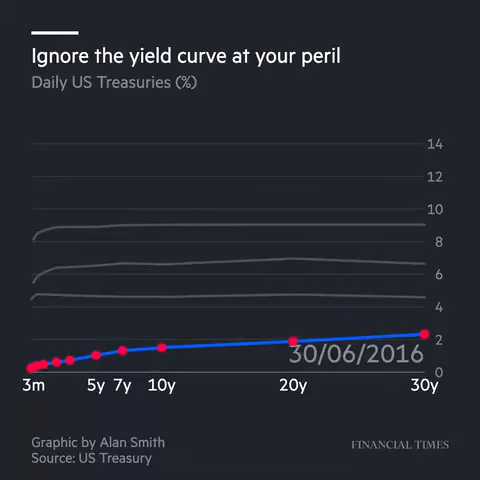 Ignore the yield curve at your peril
Daily US Treasuries (%)
14
12
10
8
6
4
2
30/06/2016
0
3m 5y 7y 10y 20y 30y
Graphic by Alan Smith
FINANCIAL TIMES
Source: US Treasury